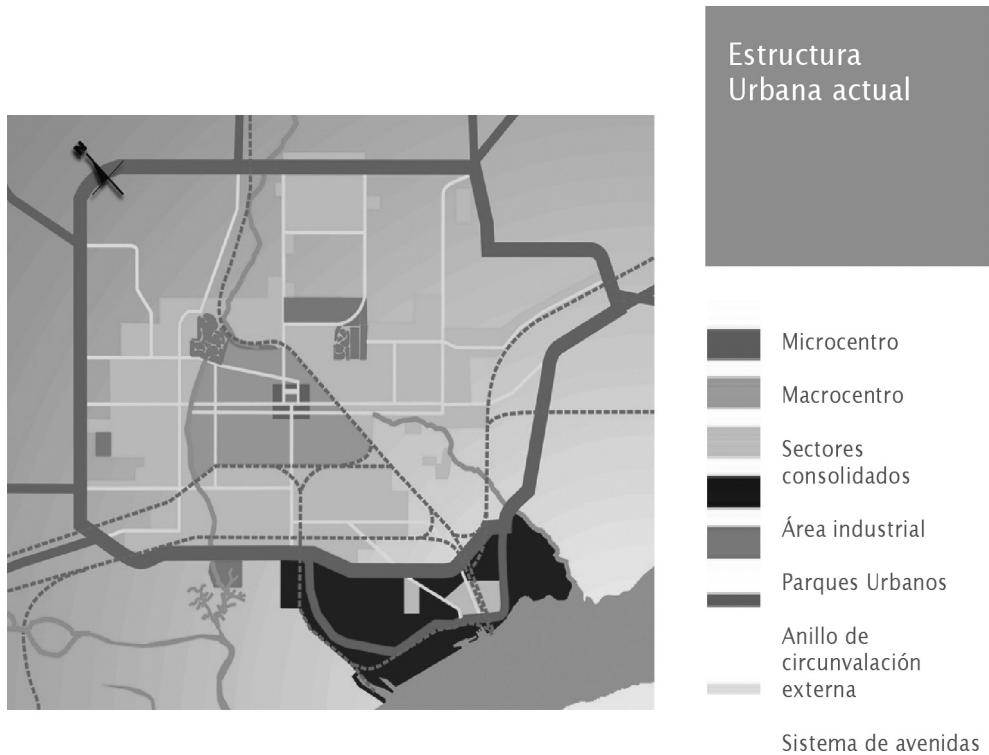 Estructura
Urbana actual
Microcentro
Macrocentro
Sectores
consolidados
Área industrial
Parques Urbanos
Anillo de
circunvalación
externa
Sistema de avenidas